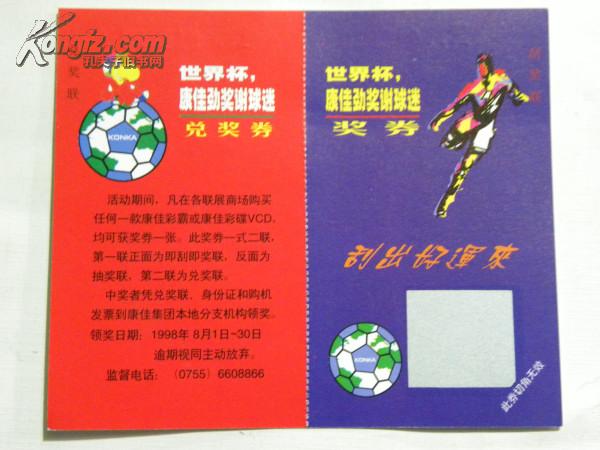 Kongfz.com
孔夫子旧书网
奖联
世界杯，
康佳劲奖谢球迷
兑奖券
KONKA
活动期间，凡在各联展商场购买
任何一款康佳彩霸或康佳彩碟VCD，
均可获奖券一张。此奖券一式二联，
第一联正面为即刮即奖联，反面为
抽奖联，第二联为兑奖联。
中奖者凭兑奖联、身份证和购机
发票到康佳集团本地分支机构领奖。
领奖日期：1998年8月1日~30日
逾期视同主动放弃。
监督电话：（0755）6608866
刮奖联
世界杯，
康佳劲奖谢球迷
奖券
刮出好運來
KONKA
此券切角无效